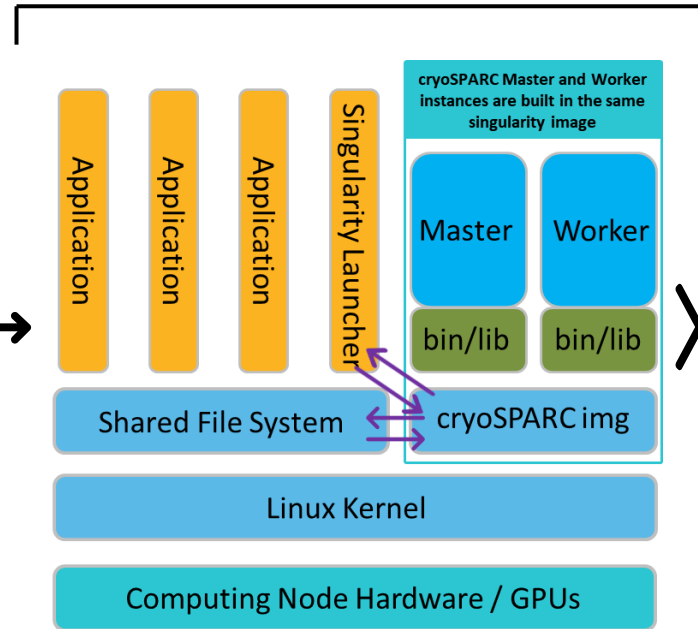 cryoSPARC Master and Worker
instances are built in the same
singularity image
Application
Application
Application
Singularity Launcher
Master
Worker
bin/lib
bin/lib
Shared File System
cryoSPARC img
Linux Kernel
Computing Node Hardware / GPUs